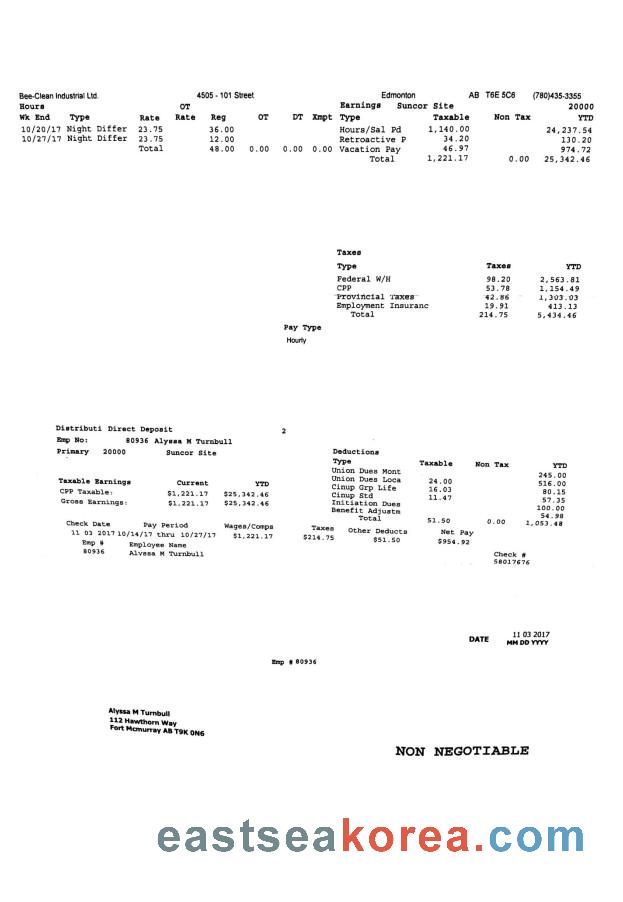 Bee-Clean Industrial Ltd. 4505 - 101 Street Edmonton AB T6E 5C6 (780)435-3355
Hours OT Earnings Suncor Site 20000
Wk End Type Rate Rate Reg OT DT Xmpt Type Taxable Non Tax YTD
10/20/17 Night Differ 23.75 36.00 Hours/Sal Pd 1,140.00 24,237.54
10/27/17 Night Differ 23.75 12.00 Retroactive P 34.20 130.20
Total 48.00 0.00 0.00 0.00 Vacation Pay 46.97 974.72
Total 1,221.17 0.00 25,342.46
Taxes
Type Taxes YTD
Federal W/H 98.20 2,563.81
CPP 53.78 1,154.49
Provincial Taxes 42.86 1,303.03
Employment Insuranc 19.91 413.13
Total 214.75 5,434.46
Pay Type
Hourly
Distributi Direct Deposit 2
Emp No: 80936 Alyssa M Turnbull
Primary 20000 Suncor Site
Deductions
Type Taxable Non Tax YTD
Union Dues Mont 245.00
Union Dues Loca 24.00 516.00
Cinup Grp Life 16.03 80.15
Cinup Std 11.47 57.35
Initiation Dues 100.00
Benefit Adjustm 54.98
Total 51.50 0.00 1,053.48
Taxable Earnings Current YTD
CPP Taxable: $1,221.17 $25,342.46
Gross Earnings: $1,221.17 $25,342.46
Check Date Pay Period Wages/Comps Taxes Other Deducts Net Pay
11 03 2017 10/14/17 thru 10/27/17 $1,221.17 $214.75 $51.50 $954.92
Emp # Employee Name Check #
80936 Alyssa M Turnbull 58017676
DATE 11 03 2017
MM DD YYYY
Emp # 80936
Alyssa M Turnbull
112 Hawthorn Way
Fort Mcmurray AB T9K 0N6
NON NEGOTIABLE
eastseakorea.com